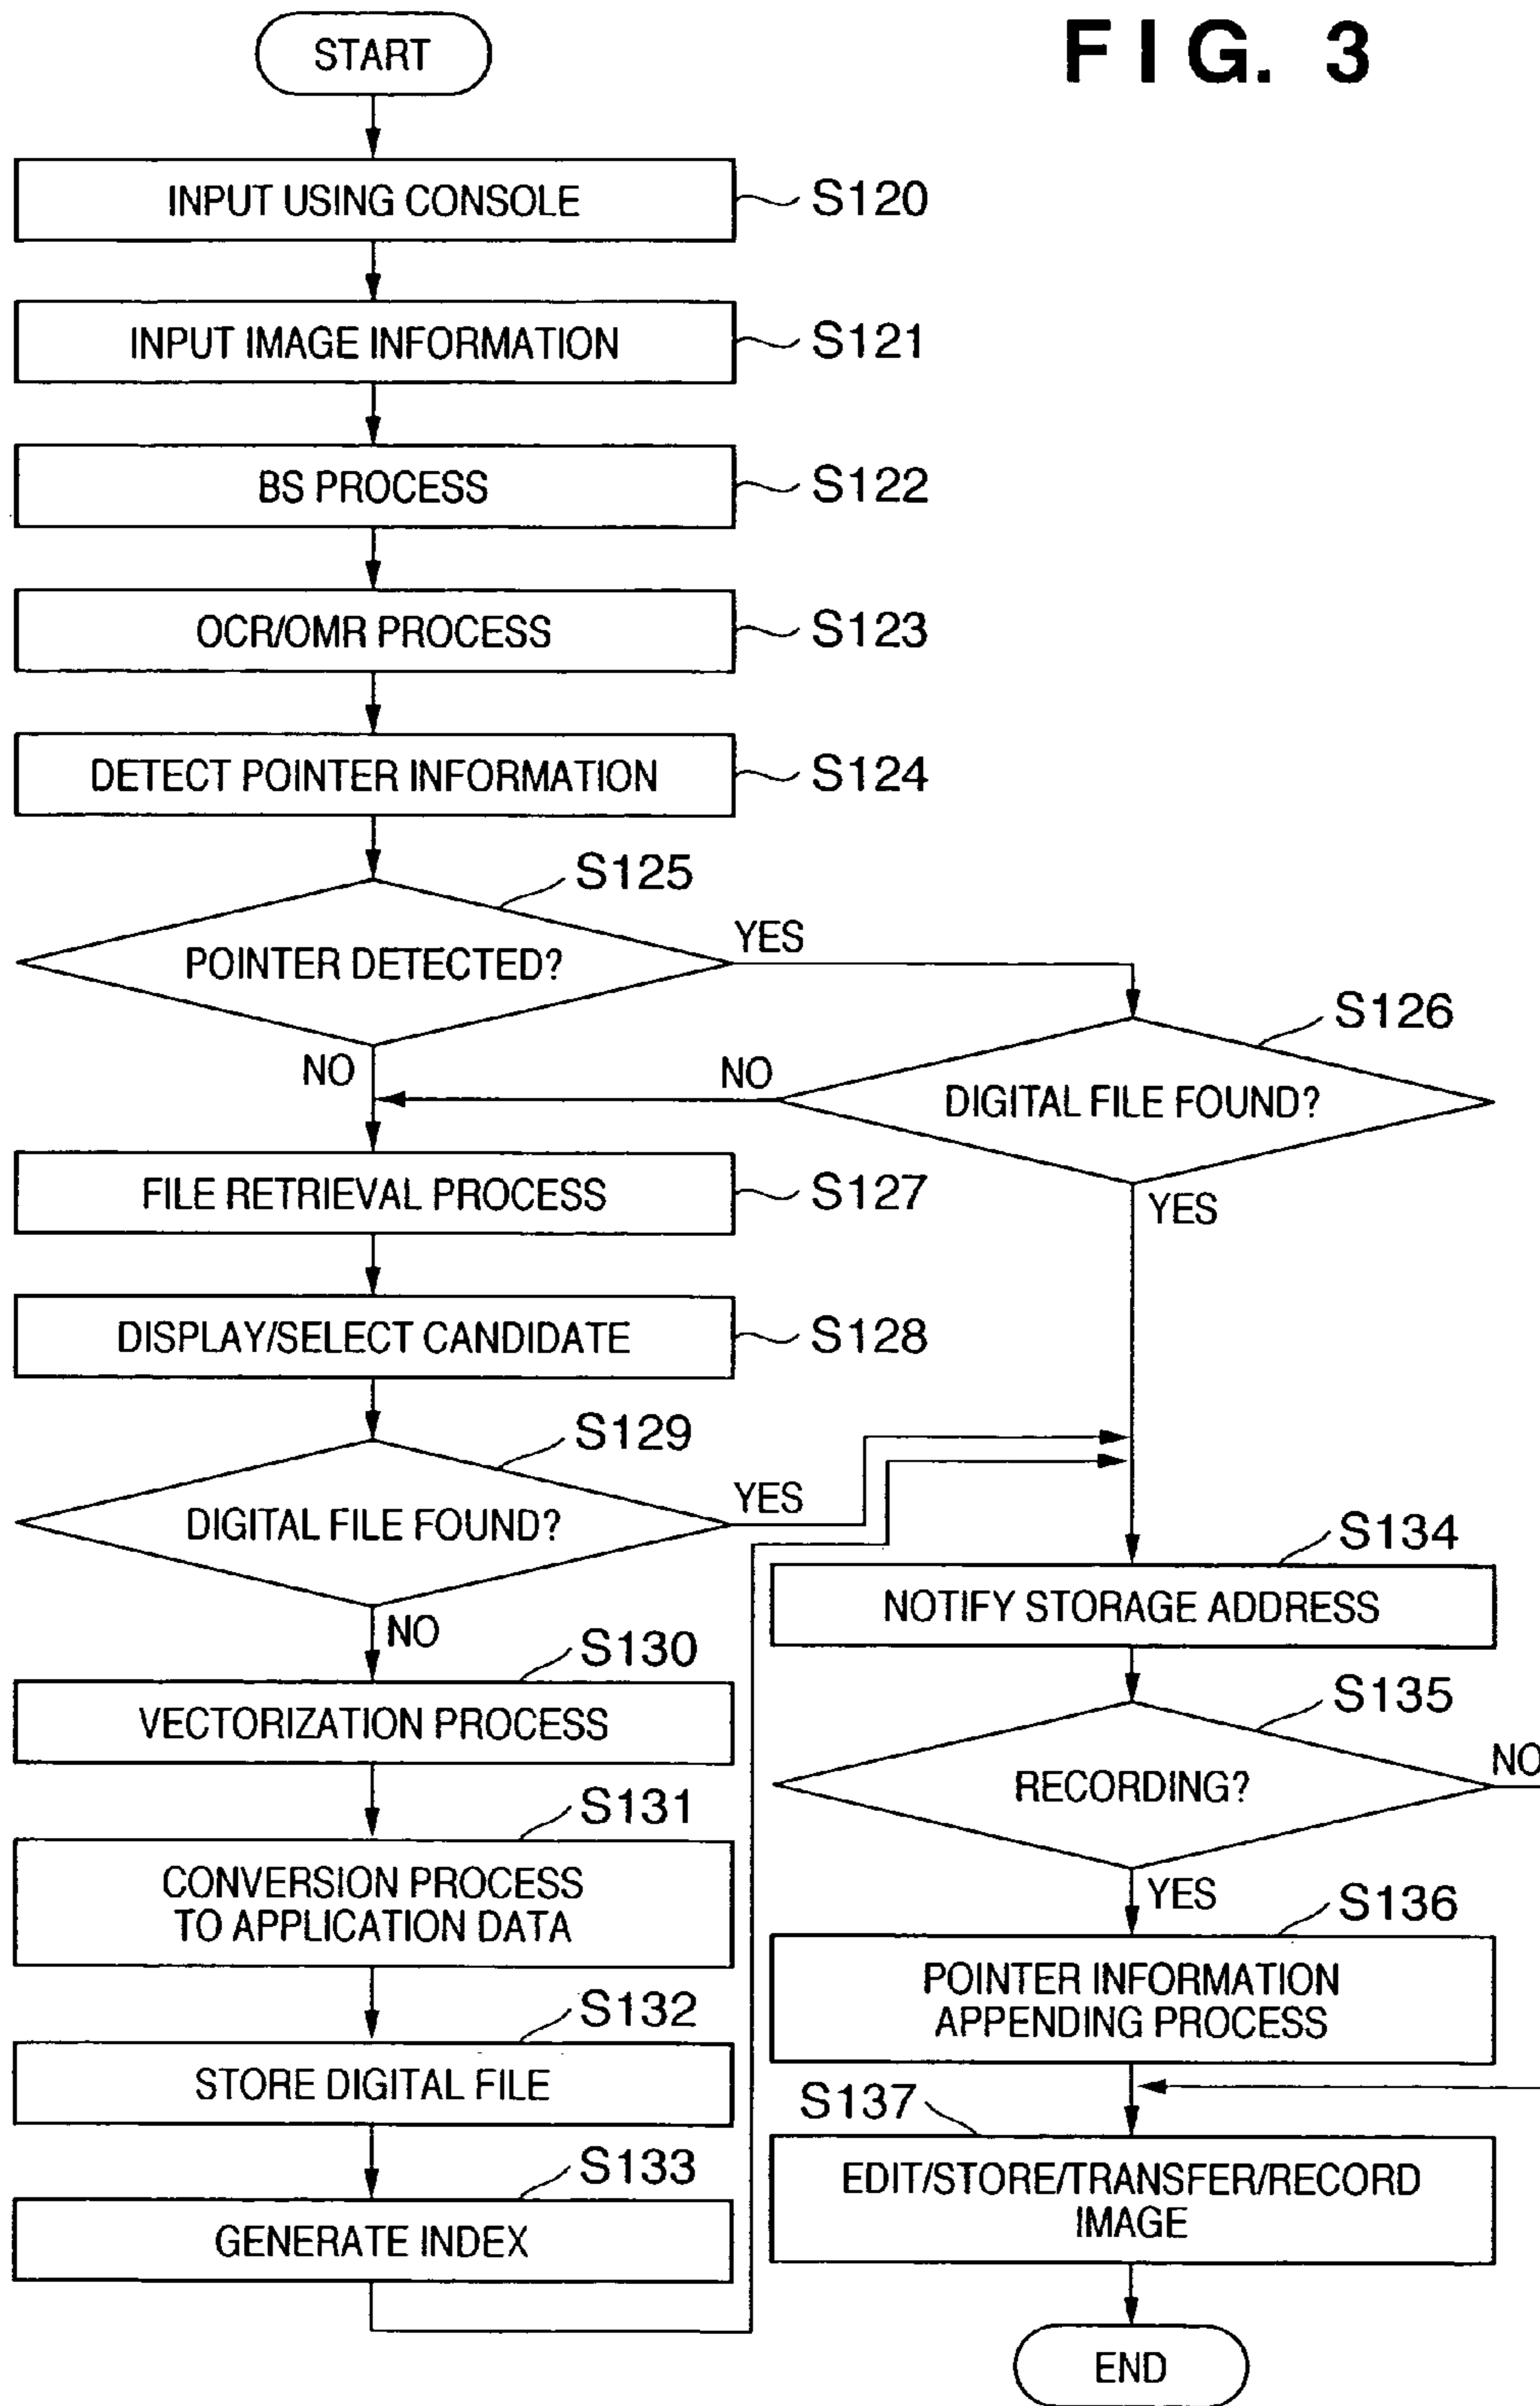 FIG. 3
START
INPUT USING CONSOLE
S120
INPUT IMAGE INFORMATION
S121
BS PROCESS
S122
OCR/OMR PROCESS
S123
DETECT POINTER INFORMATION
S124
S125
POINTER DETECTED?
YES
NO
S126
DIGITAL FILE FOUND?
NO
YES
FILE RETRIEVAL PROCESS
S127
DISPLAY/SELECT CANDIDATE
S128
S129
DIGITAL FILE FOUND?
YES
NO
S130
VECTORIZATION PROCESS
S131
CONVERSION PROCESS
TO APPLICATION DATA
S132
STORE DIGITAL FILE
S133
GENERATE INDEX
S134
NOTIFY STORAGE ADDRESS
S135
RECORDING?
NO
YES
S136
POINTER INFORMATION
APPENDING PROCESS
S137
EDIT/STORE/TRANSFER/RECORD
IMAGE
END